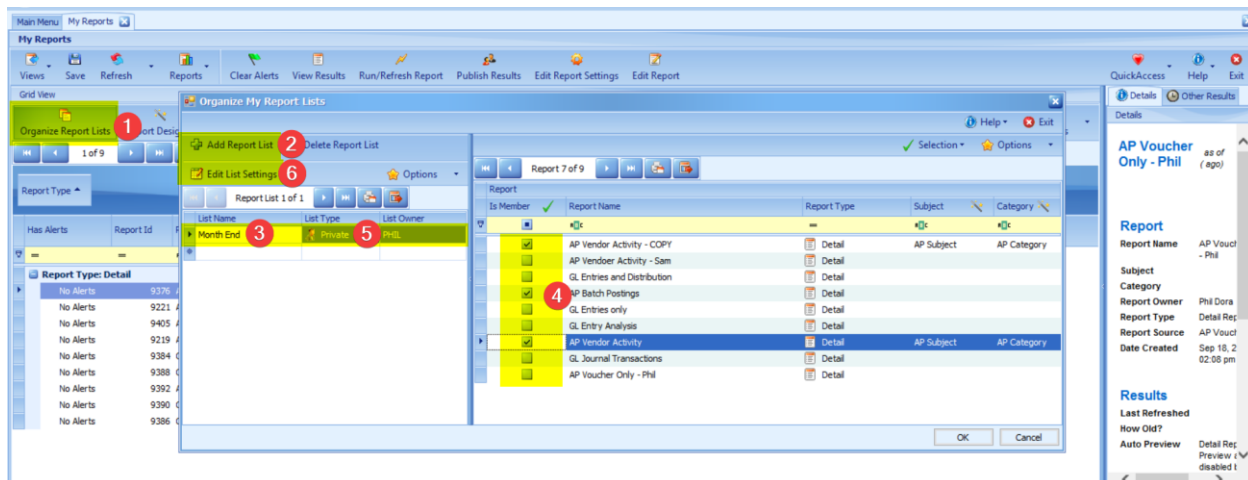 Main Menu My Reports
My Reports
Views Save Refresh Reports Clear Alerts View Results Run/Refresh Report Publish Results Edit Report Settings Edit Report QuickAccess Help Exit
Grid View
Organize Report Lists 1
1 of 9
Report Type
Has Alerts Report Id
= =
Report Type: Detail
No Alerts 9376
No Alerts 9221
No Alerts 9405
No Alerts 9219
No Alerts 9384
No Alerts 9388
No Alerts 9392
No Alerts 9390
No Alerts 9386
Organize My Report Lists
Help Exit
Add Report List 2 Delete Report List
Edit List Settings 6 Options
Report List 1 of 1
List Name List Type List Owner
Month End 3 Private 5 PHIL
Selection Options
Report 7 of 9
Report
Is Member Report Name Report Type Subject Category
=
AP Vendor Activity - COPY Detail AP Subject AP Category
AP Vendoer Activity - Sam Detail
GL Entries and Distribution Detail
4 AP Batch Postings Detail
GL Entries only Detail
GL Entry Analysis Detail
AP Vendor Activity Detail AP Subject AP Category
GL Journal Transactions Detail
AP Voucher Only - Phil Detail
OK Cancel
Details Other Results
Details
AP Voucher Only - Phil as of ( ago)
Report
Report Name AP Vouch
- Phil
Subject
Category
Report Owner Phil Dora
Report Type Detail Rep
Report Source AP Vouch
Date Created Sep 18, 2
02:08 pm
Results
Last Refreshed
How Old?
Auto Preview Detail Rep
Preview
disabled